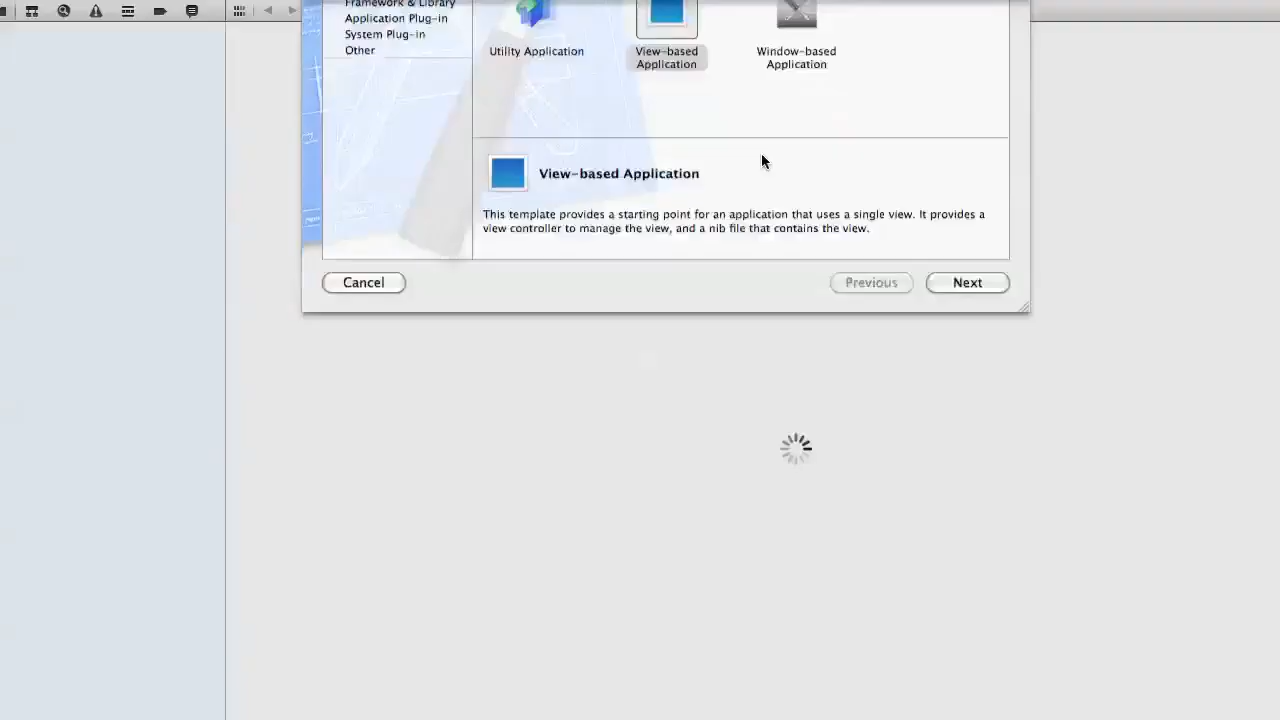 Framework & Library
Application Plug-in
System Plug-in
Other
Utility Application
View-based
Application
Window-based
Application
View-based Application
This template provides a starting point for an application that uses a single view. It provides a
view controller to manage the view, and a nib file that contains the view.
Cancel
Previous
Next